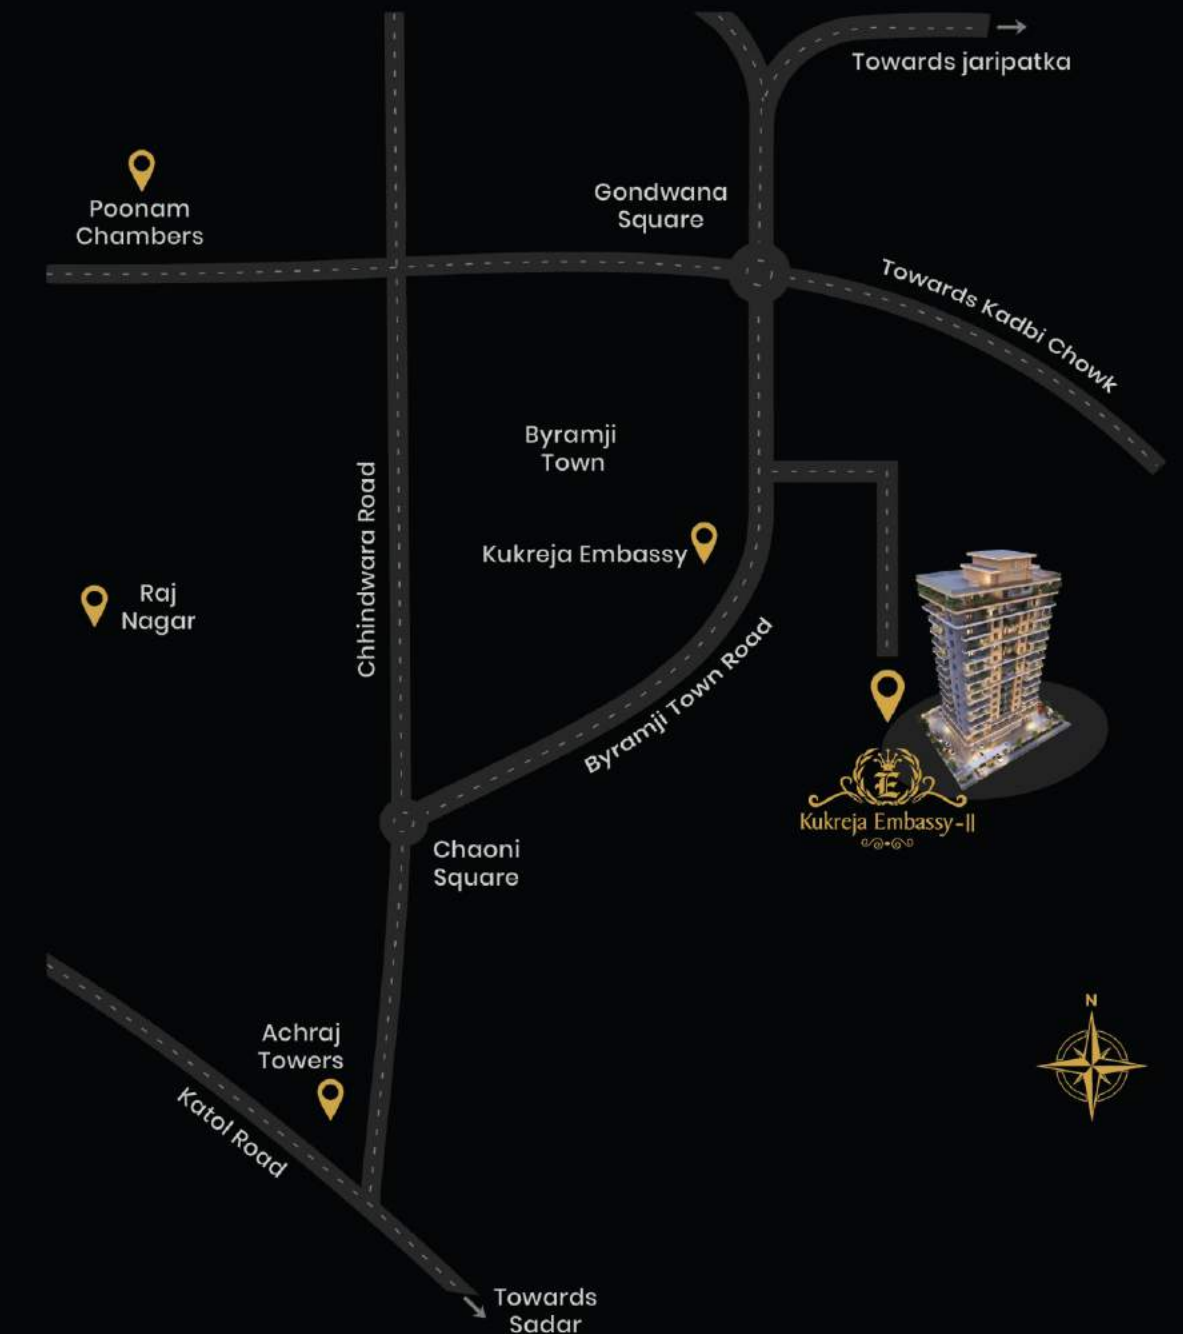 Towards jaripatka
Poonam
Chambers
Gondwana
Square
Towards Kadbi Chowk
Byramji
Town
Chhindwara Road
Kukreja Embassy
Raj
Nagar
Byramji Town Road
E
Kukreja Embassy-II
Chaoni
Square
N
Achraj
Towers
Katol Road
Towards
Sadar